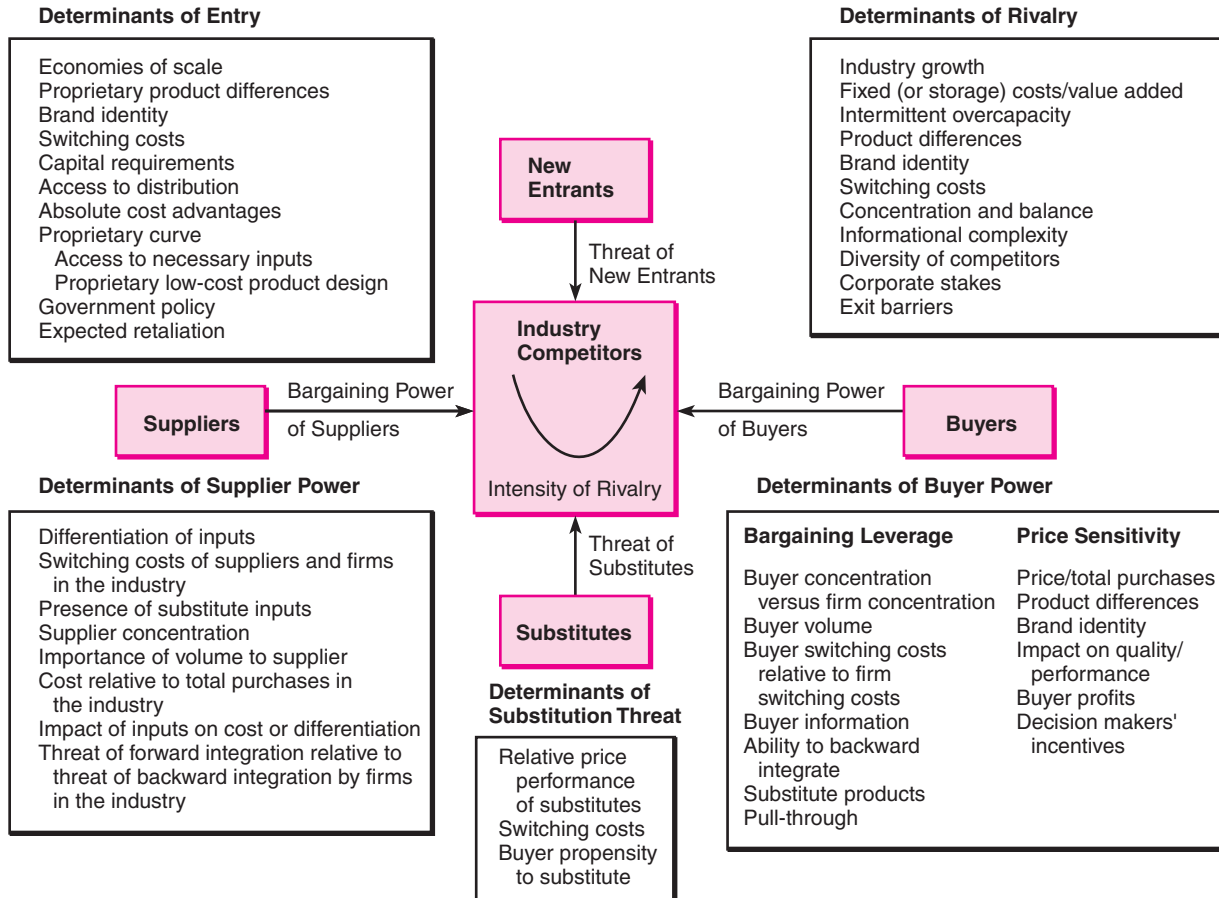 Determinants of Entry
Economies of scale
Proprietary product differences
Brand identity
Switching costs
Capital requirements
Access to distribution
Absolute cost advantages
Proprietary curve
Access to necessary inputs
Proprietary low-cost product design
Government policy
Expected retaliation
Determinants of Rivalry
Industry growth
Fixed (or storage) costs/value added
Intermittent overcapacity
Product differences
Brand identity
Switching costs
Concentration and balance
Informational complexity
Diversity of competitors
Corporate stakes
Exit barriers
New
Entrants
Threat of
New Entrants
Industry
Competitors
Intensity of Rivalry
Suppliers
Bargaining Power
of Suppliers
Bargaining Power
of Buyers
Buyers
Threat of
Substitutes
Substitutes
Determinants of Supplier Power
Differentiation of inputs
Switching costs of suppliers and firms
in the industry
Presence of substitute inputs
Supplier concentration
Importance of volume to supplier
Cost relative to total purchases in
the industry
Impact of inputs on cost or differentiation
Threat of forward integration relative to
threat of backward integration by firms
in the industry
Determinants of
Substitution Threat
Relative price
performance
of substitutes
Switching costs
Buyer propensity
to substitute
Determinants of Buyer Power
Bargaining Leverage
Buyer concentration
versus firm concentration
Buyer volume
Buyer switching costs
relative to firm
switching costs
Buyer information
Ability to backward
integrate
Substitute products
Pull-through
Price Sensitivity
Price/total purchases
Product differences
Brand identity
Impact on quality/
performance
Buyer profits
Decision makers'
incentives